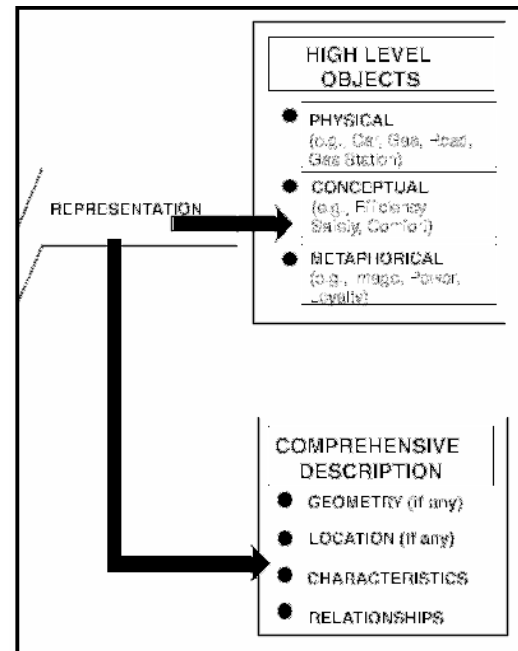 HIGH LEVEL
OBJECTS
PHYSICAL
(e.g., Car, Gas, Road,
Gas Station)
REPRESENTATION
CONCEPTUAL
(e.g., Efficiency
Safety, Comfort)
METAPHORICAL
(e.g., Power,
Loyalty)
COMPREHENSIVE
DESCRIPTION
GEOMETRY (if any)
LOCATION (if any)
CHARACTERISTICS
RELATIONSHIPS